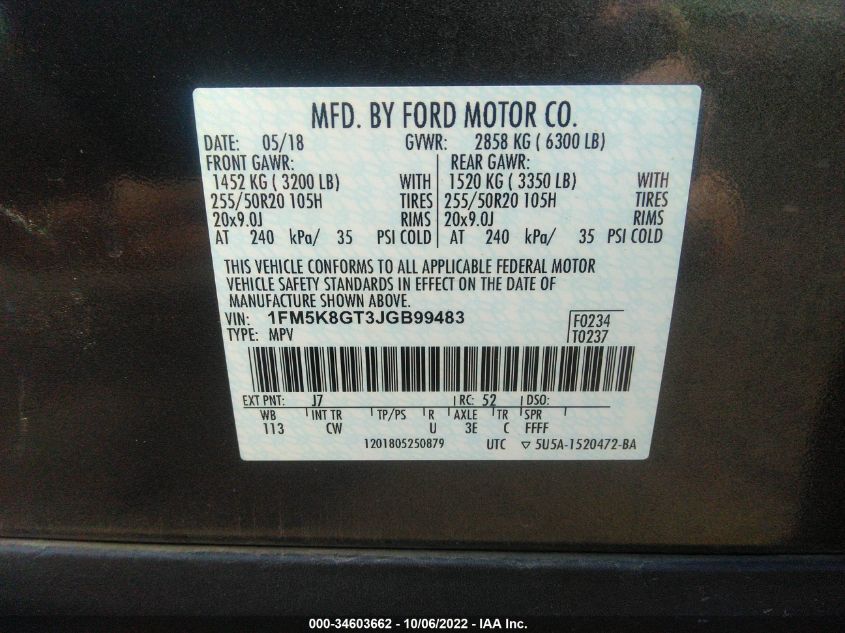 MFD. BY FORD MOTOR CO.
DATE: 05/18 GVWR: 2858 KG ( 6300 LB)
FRONT GAWR: REAR GAWR:
1452 KG ( 3200 LB) WITH 1520 KG ( 3350 LB) WITH
255/50R20 105H TIRES 255/50R20 105H TIRES
20x9.0J RIMS 20x9.0J RIMS
AT 240 kPa/ 35 PSI COLD AT 240 kPa/ 35 PSI COLD
THIS VEHICLE CONFORMS TO ALL APPLICABLE FEDERAL MOTOR
VEHICLE SAFETY STANDARDS IN EFFECT ON THE DATE OF
MANUFACTURE SHOWN ABOVE.
VIN: 1FM5K8GT3JGB99483 F0234
TYPE: MPV T0237
EXT PNT: J7 RC: 52 DSO:
WB INT TR TP/PS R AXLE TR SPR
113 CW U 3E C FFFF
1201805250879 UTC ▽ 5U5A-1520472-BA
000-34603662 - 10/06/2022 - IAA Inc.